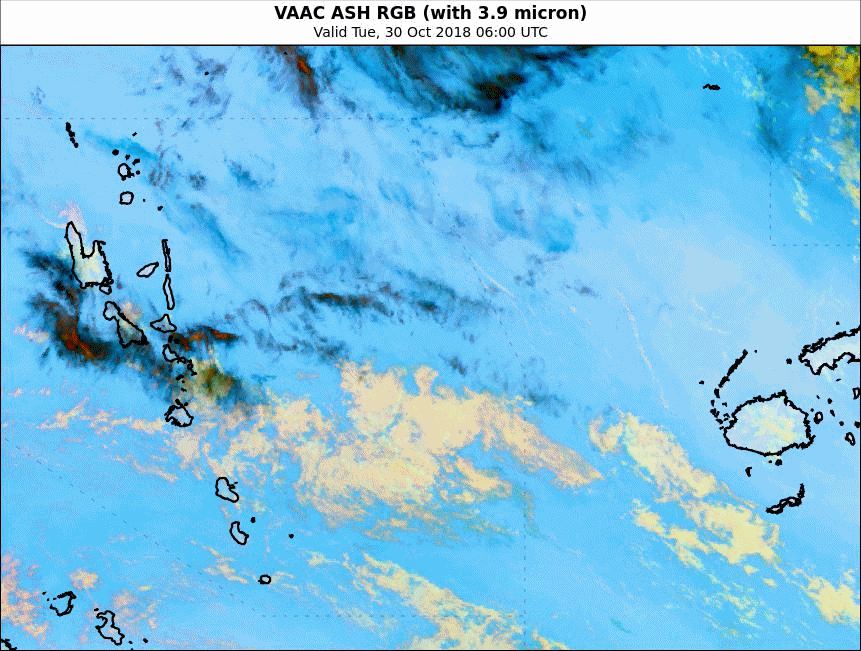 VAAC ASH RGB (with 3.9 micron)
Valid Tue, 30 Oct 2018 06:00 UTC